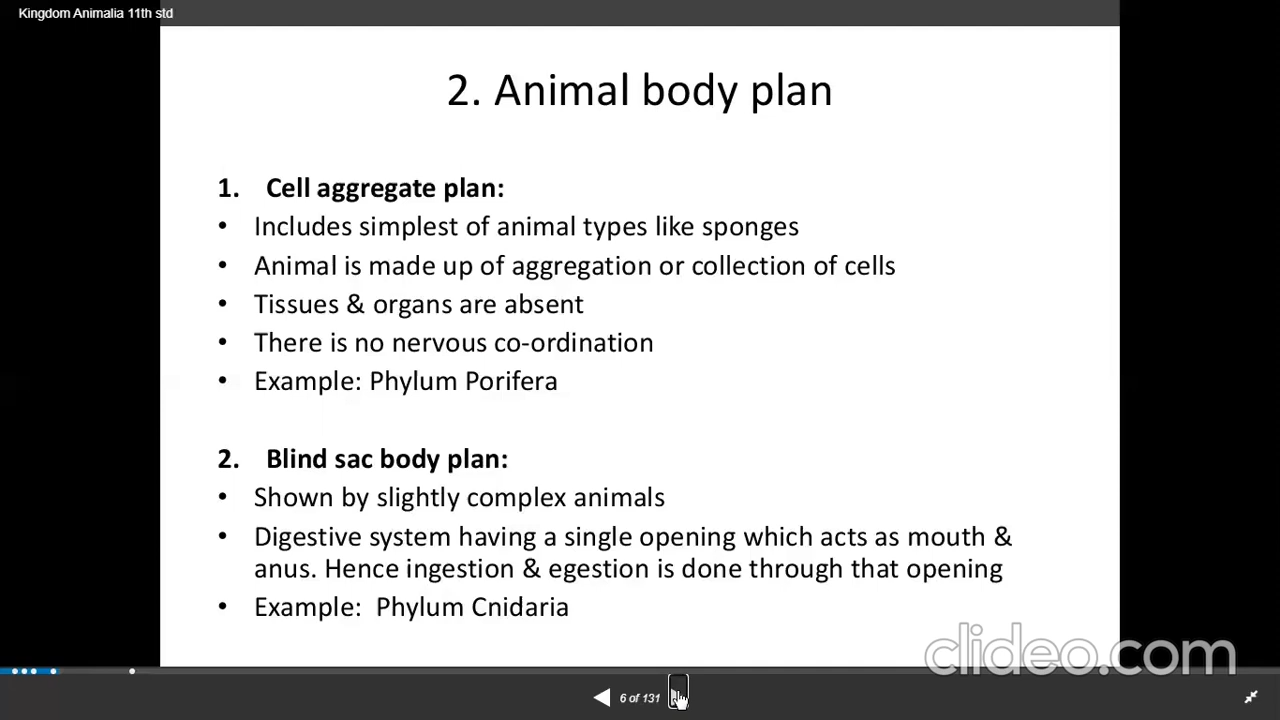 Kingdom Animalia 11th std
2. Animal body plan
1. Cell aggregate plan:
• Includes simplest of animal types like sponges
• Animal is made up of aggregation or collection of cells
• Tissues & organs are absent
• There is no nervous co-ordination
• Example: Phylum Porifera
2. Blind sac body plan:
• Shown by slightly complex animals
• Digestive system having a single opening which acts as mouth &
anus. Hence ingestion & egestion is done through that opening
• Example: Phylum Cnidaria
clideo.com
6 of 131